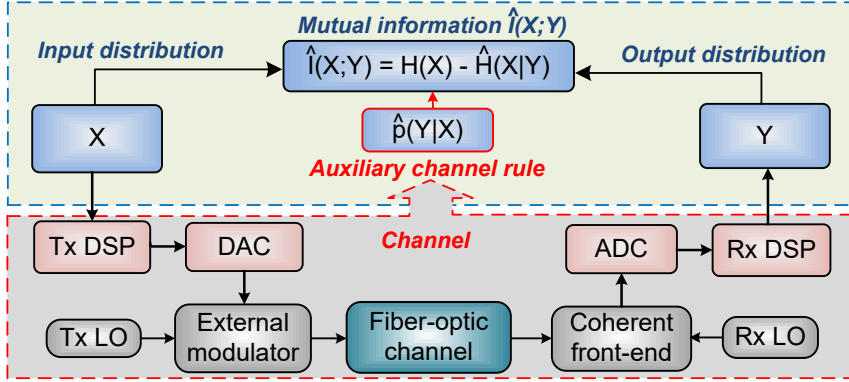 Mutual information Î(X;Y)
Input distribution
Output distribution
Î(X;Y) = H(X) - Ĥ(X|Y)
X
p̂(Y|X)
Y
Auxiliary channel rule
Channel
Tx DSP
DAC
ADC
Rx DSP
Tx LO
External
modulator
Fiber-optic
channel
Coherent
front-end
Rx LO